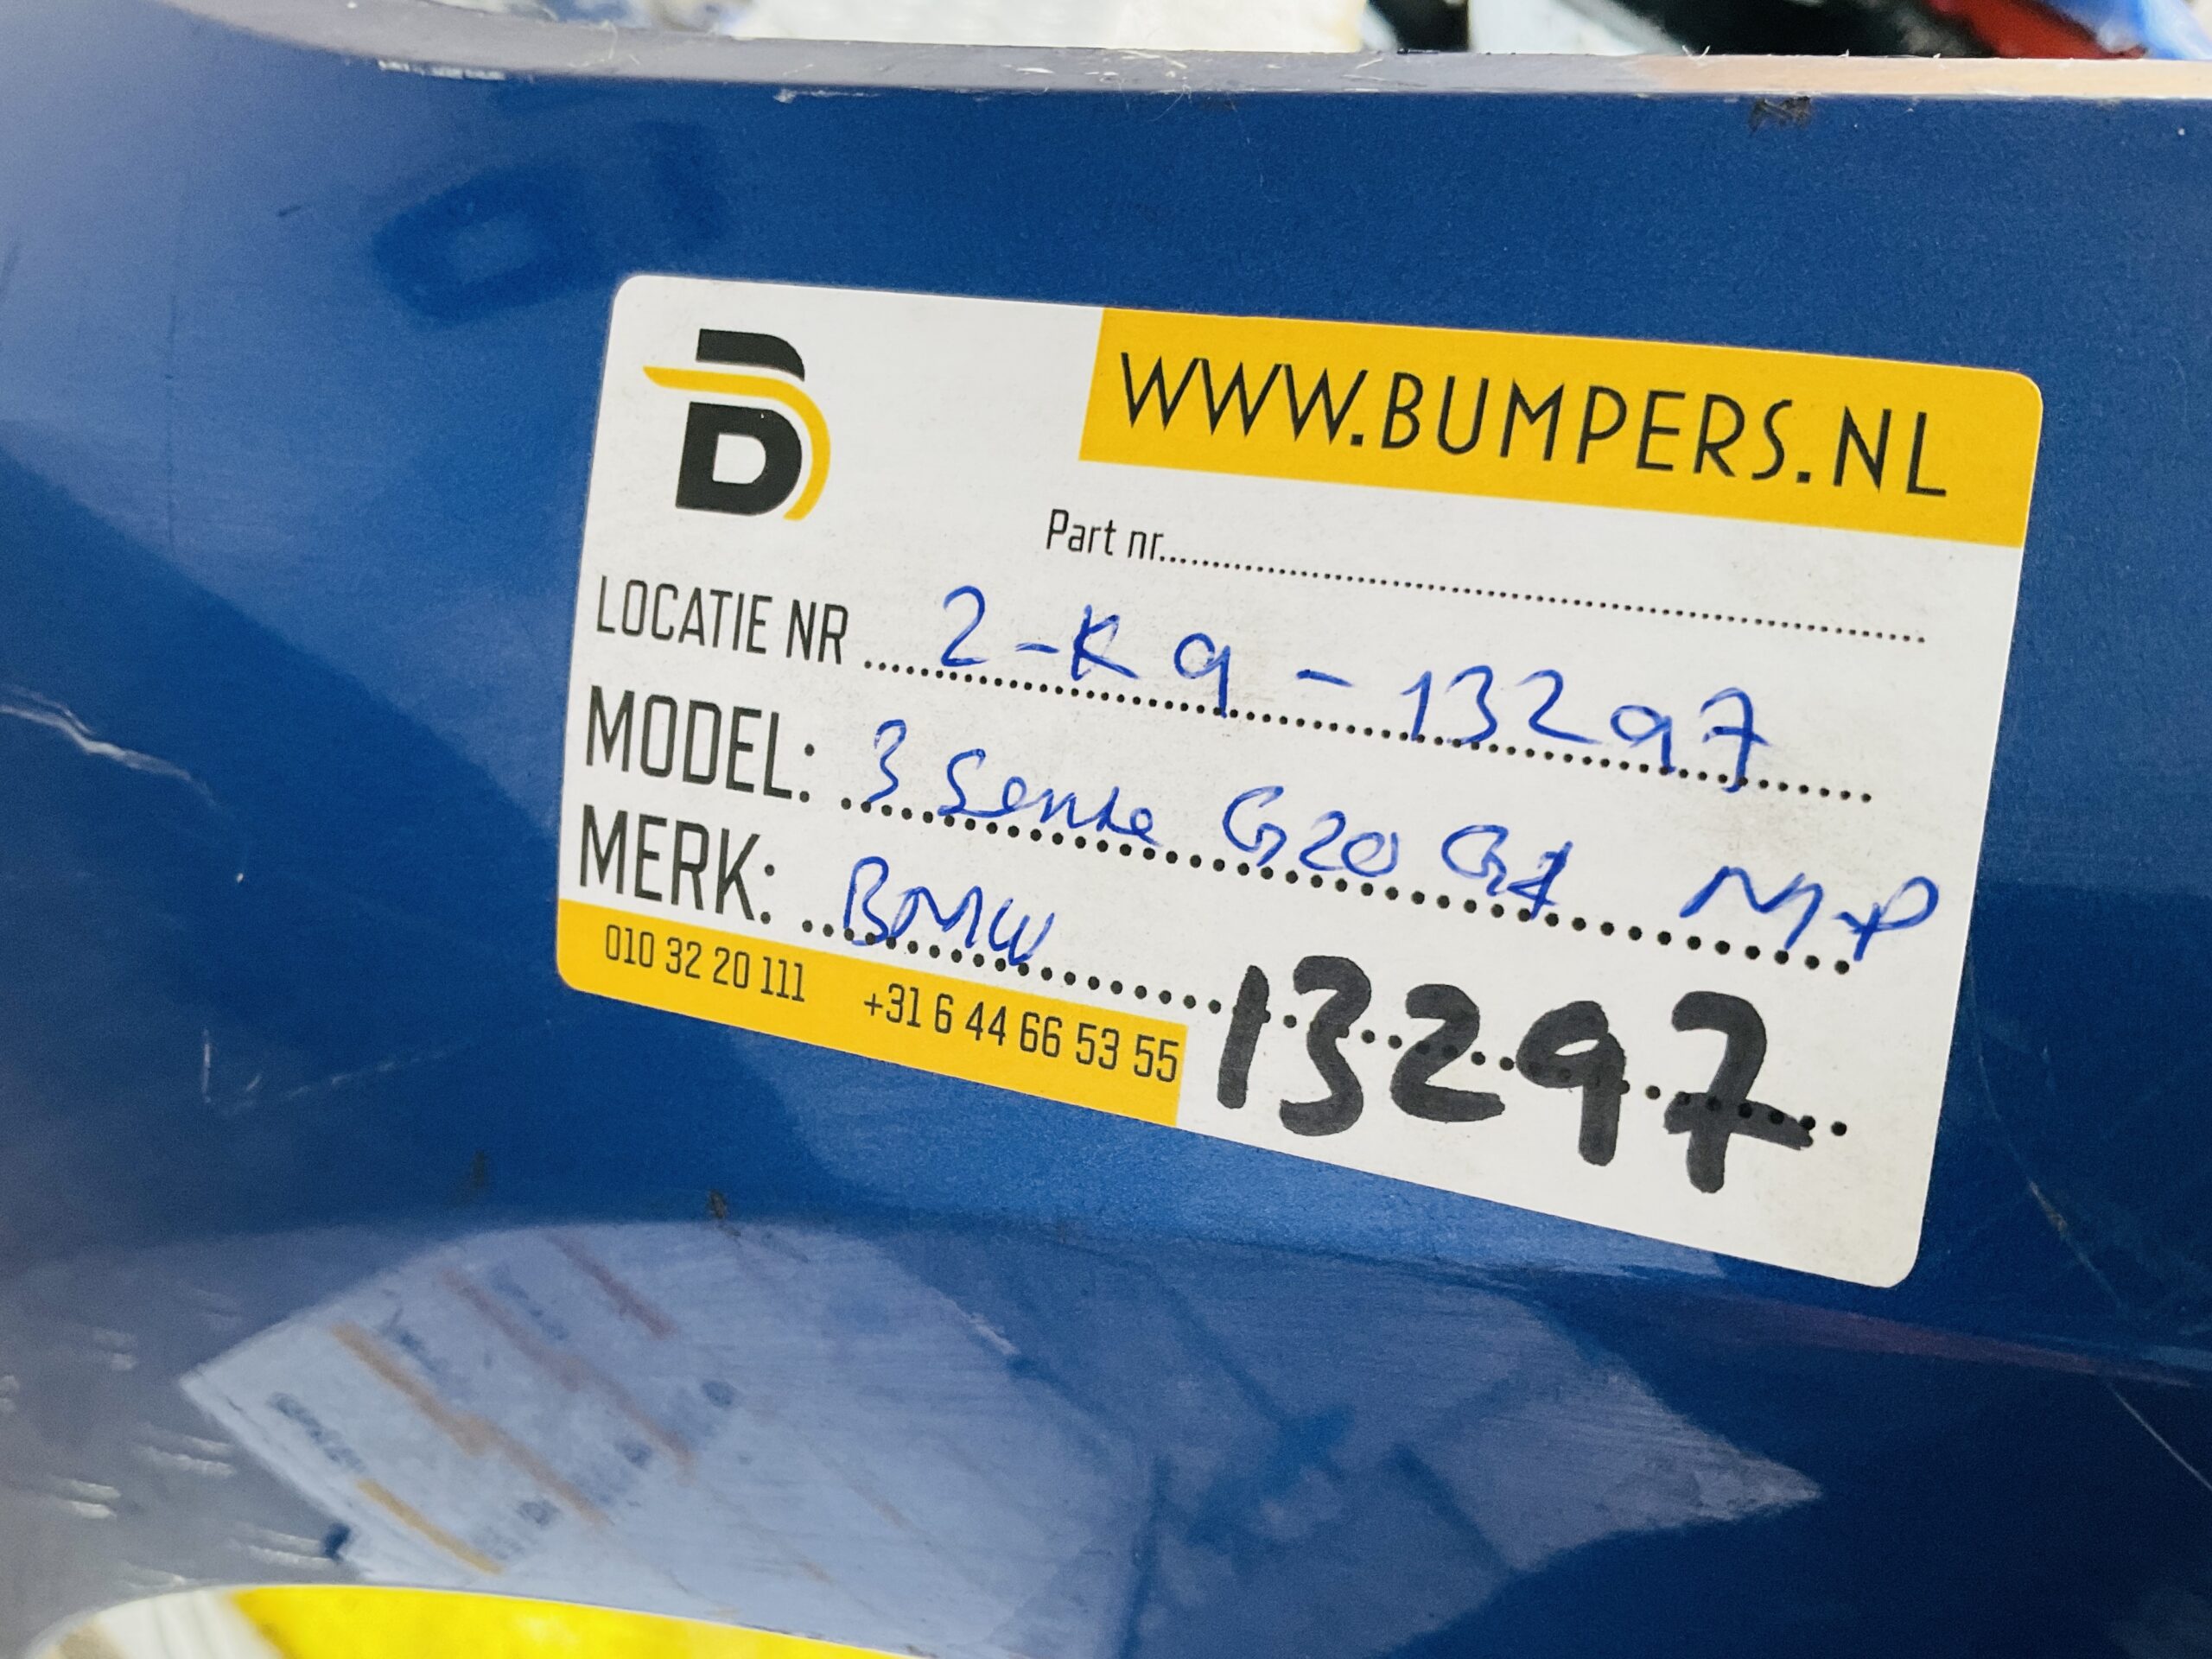 WWW.BUMPERS.NL
Part nr.
LOCATIE NR 2-K9-13297
MODEL: 3 Serie G20 G21 M-P
MERK: BMW
13297
010 32 20 111 +31 6 44 66 53 55